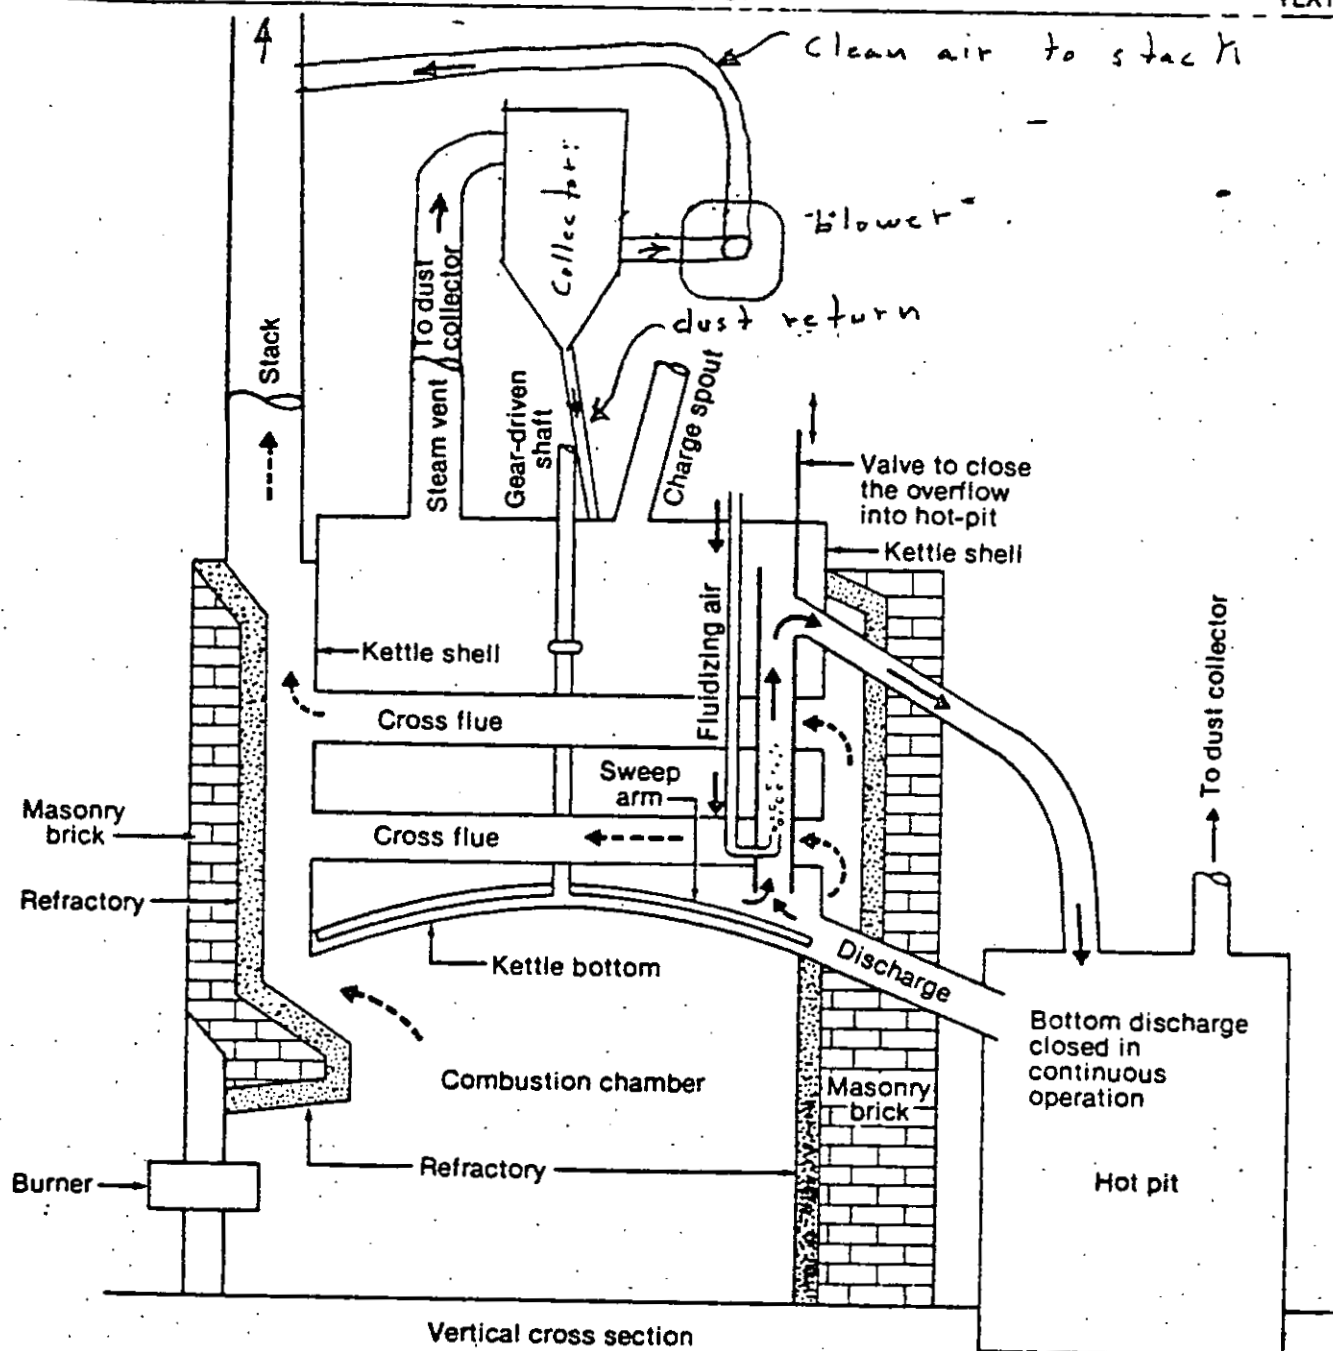 Clean air to stack
Collector
"blower"
To dust
collector
dust return
Stack
Steam vent
Gear-driven
shaft
Charge spout
Valve to close
the overflow
into hot-pit
Kettle shell
Fluidizing air
Kettle shell
To dust collector
Cross flue
Sweep
arm
Masonry
brick
Cross flue
Refractory
Kettle bottom
Discharge
Bottom discharge
closed in
continuous
operation
Combustion chamber
Masonry
brick
Refractory
Burner
Hot pit
Vertical cross section